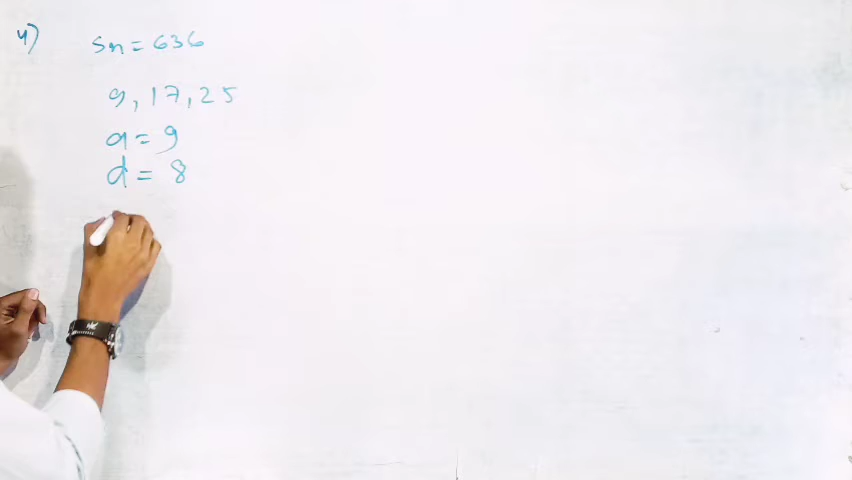 4) Sn = 636
9, 17, 25
a = 9
d = 8